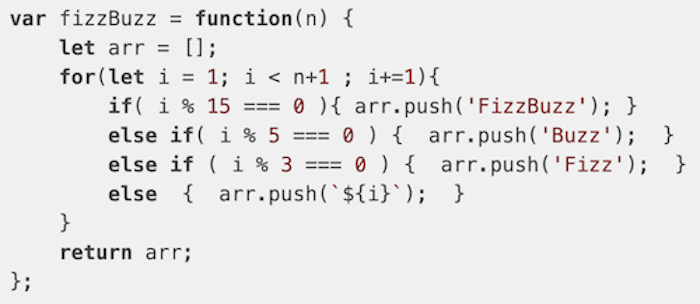 var fizzBuzz = function(n) {
    let arr = [];
    for(let i = 1; i < n+1 ; i+=1){
        if( i % 15 === 0 ){ arr.push('FizzBuzz'); }
        else if( i % 5 === 0 ) {  arr.push('Buzz');  }
        else if ( i % 3 === 0 ) {  arr.push('Fizz');  }
        else  {  arr.push(`${i}`);  }
    }
    return arr;
};